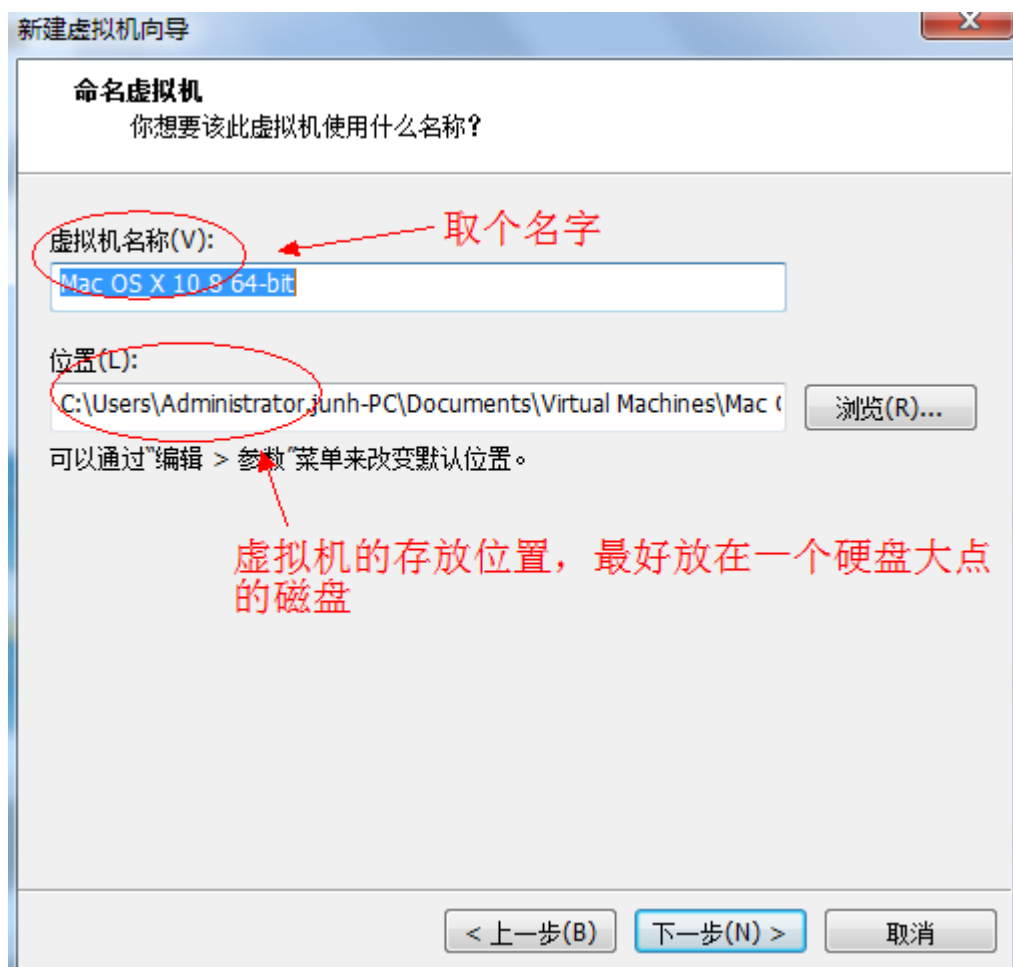 新建虚拟机向导
命名虚拟机
你想要该此虚拟机使用什么名称?
虚拟机名称(V):
取个名字
Mac OS X 10.8 64-bit
位置(L):
C:\Users\Administrator.junh-PC\Documents\Virtual Machines\Mac
浏览(R)...
可以通过"编辑 > 参数"菜单来改变默认位置。
虚拟机的存放位置，最好放在一个硬盘大点
的磁盘
< 上一步(B)
下一步(N) >
取消